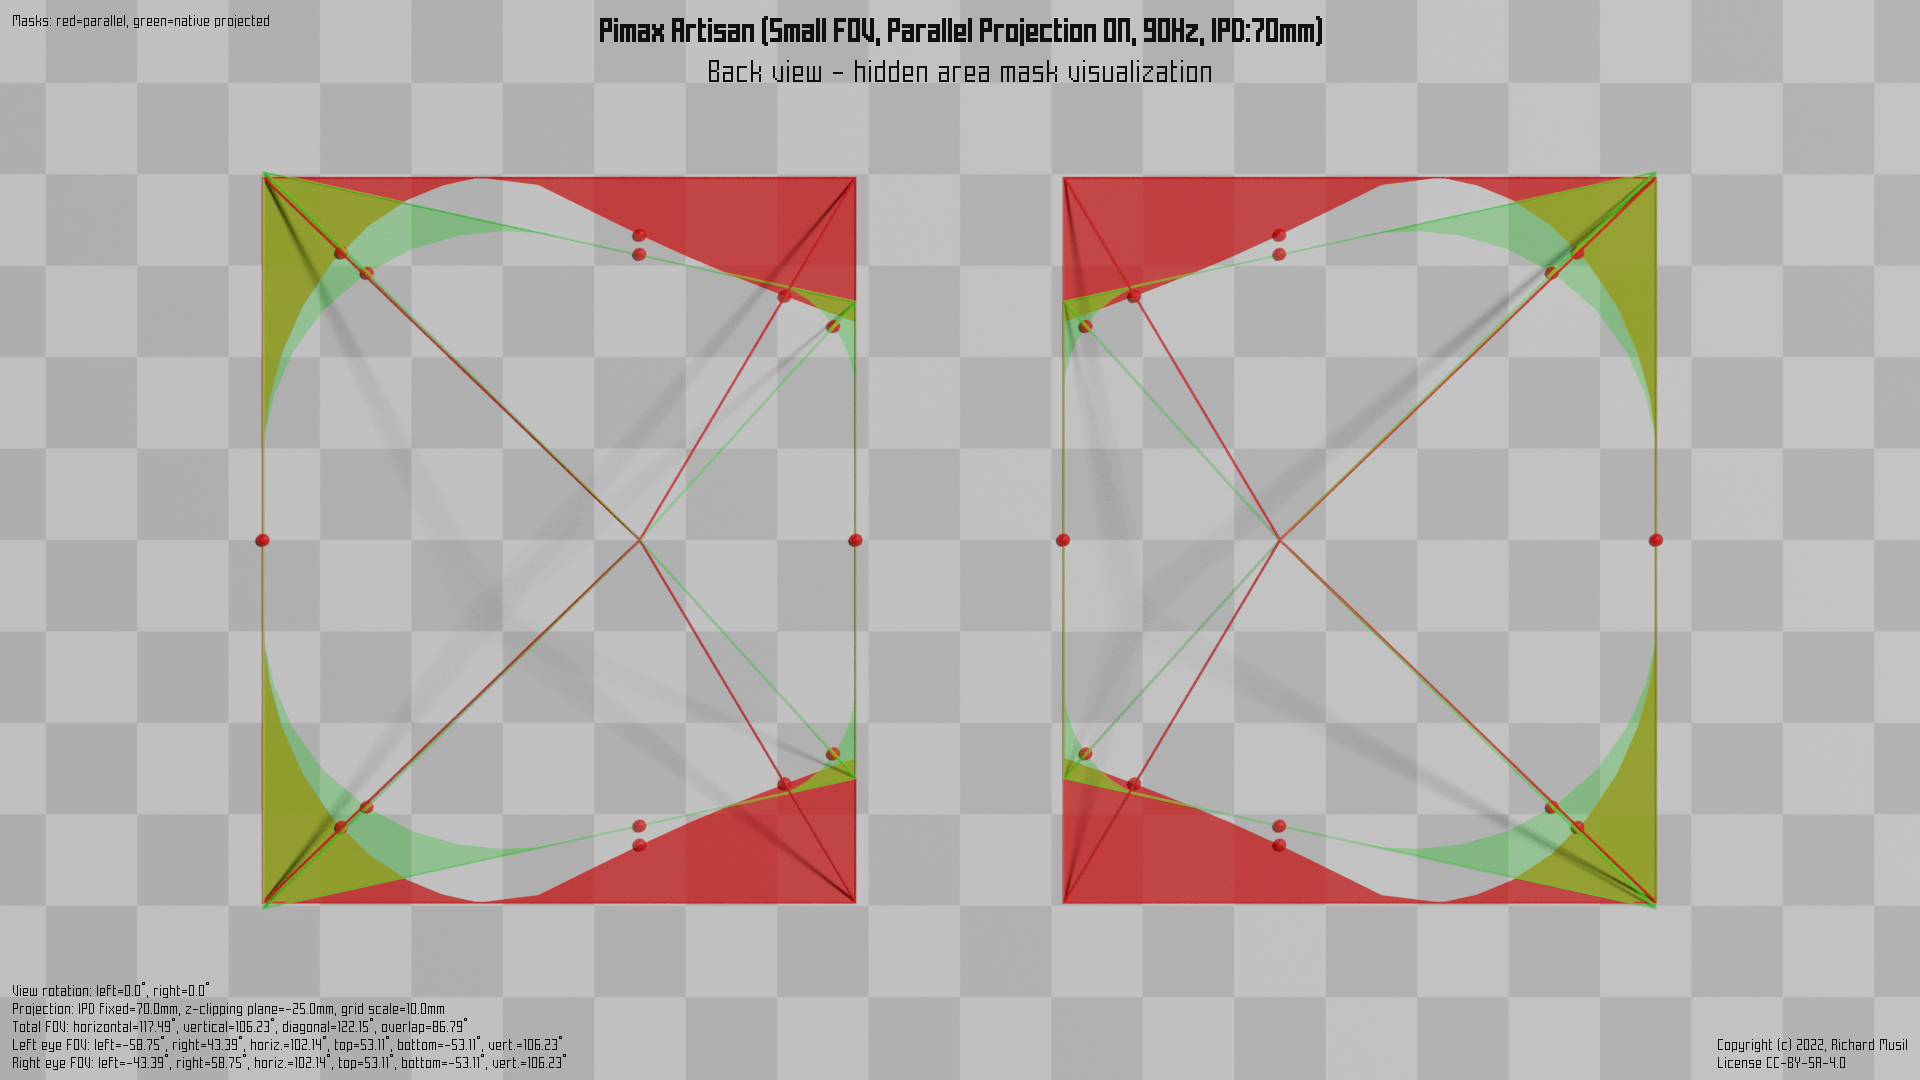 Masks: red=parallel, green=native projected
Pimax Artisan (Small FOV, Parallel Projection ON, 90Hz, IPD:70mm)
Back view - hidden area mask visualization
View rotation: left=0.0°, right=0.0°
Projection: IPD fixed=70.0mm, z-clipping plane=-25.0mm, grid scale=10.0mm
Total FOV: horizontal=117.49°, vertical=106.23°, diagonal=122.15°, overlap=86.79°
Left eye FOV: left=-58.75°, right=43.39°, horiz.=102.14°, top=53.11°, bottom=-53.11°, vert.=106.23°
Right eye FOV: left=-43.39°, right=58.75°, horiz.=102.14°, top=53.11°, bottom=-53.11°, vert.=106.23°
Copyright (c) 2022, Richard Musil
License CC-BY-SA-4.0